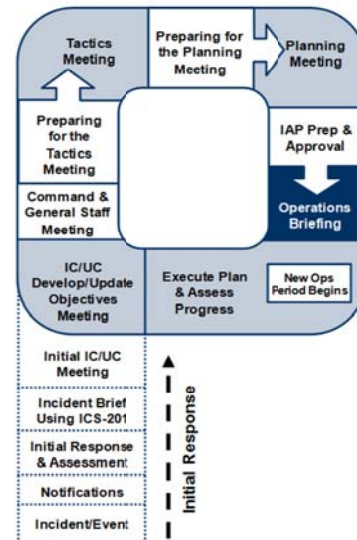 Tactics
Meeting
Preparing for
the Planning
Meeting
Planning
Meeting
Preparing
for the
Tactics
Meeting
IAP Prep &
Approval
Command &
General Staff
Meeting
Operations
Briefing
IC/UC
Develop/Update
Objectives
Meeting
Execute Plan
& Assess
Progress
New Ops
Period Begins
Initial IC/UC
Meeting
Incident Brief
Using ICS-201
Initial Response
& Assessment
Notifications
Incident/Event
Initial Response